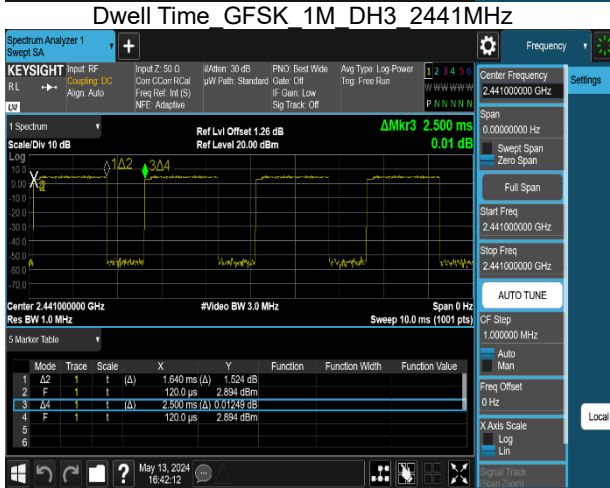 Dwell Time_GFSK_1M_DH3_2441MHz
Spectrum Analyzer 1
Swept SA
Frequency
KEYSIGHT
RL
Input: RF
Coupling: DC
Align: Auto
Input Z: 50 Ω
Corr CCorr RCal
Freq Ref: Int (S)
NFE: Adaptive
#Atten: 30 dB
µW Path: Standard
PNO: Best Wide
Gate: Off
IF Gain: Low
Sig Track: Off
Avg Type: Log-Power
Trig: Free Run
1 2 3 4 5 6
W W W W W W
P N N N N N
Center Frequency
2.441000000 GHz
Settings
Span
0.00000000 Hz
Swept Span
Zero Span
Full Span
Start Freq
2.441000000 GHz
Stop Freq
2.441000000 GHz
AUTO TUNE
CF Step
1.000000 MHz
Auto
Man
Freq Offset
0 Hz
X Axis Scale
Log
Lin
Signal Track
(Span Zoom)
Local
1 Spectrum
Scale/Div 10 dB
Log
Ref Lvl Offset 1.26 dB
Ref Level 20.00 dBm
ΔMkr3 2.500 ms
0.01 dB
1Δ2
3Δ4
10.0
0.00
-10.0
-20.0
-30.0
-40.0
-50.0
-60.0
-70.0
Center 2.441000000 GHz
Res BW 1.0 MHz
#Video BW 3.0 MHz
Span 0 Hz
Sweep 10.0 ms (1001 pts)
5 Marker Table
Mode Trace Scale X Y Function Function Width Function Value
1 Δ2 1 t (Δ) 1.640 ms (Δ) 1.524 dB
2 F 1 t 120.0 µs 2.894 dBm
3 Δ4 1 t (Δ) 2.500 ms (Δ) 0.01249 dB
4 F 1 t 120.0 µs 2.894 dBm
5
6
May 13, 2024
16:42:12